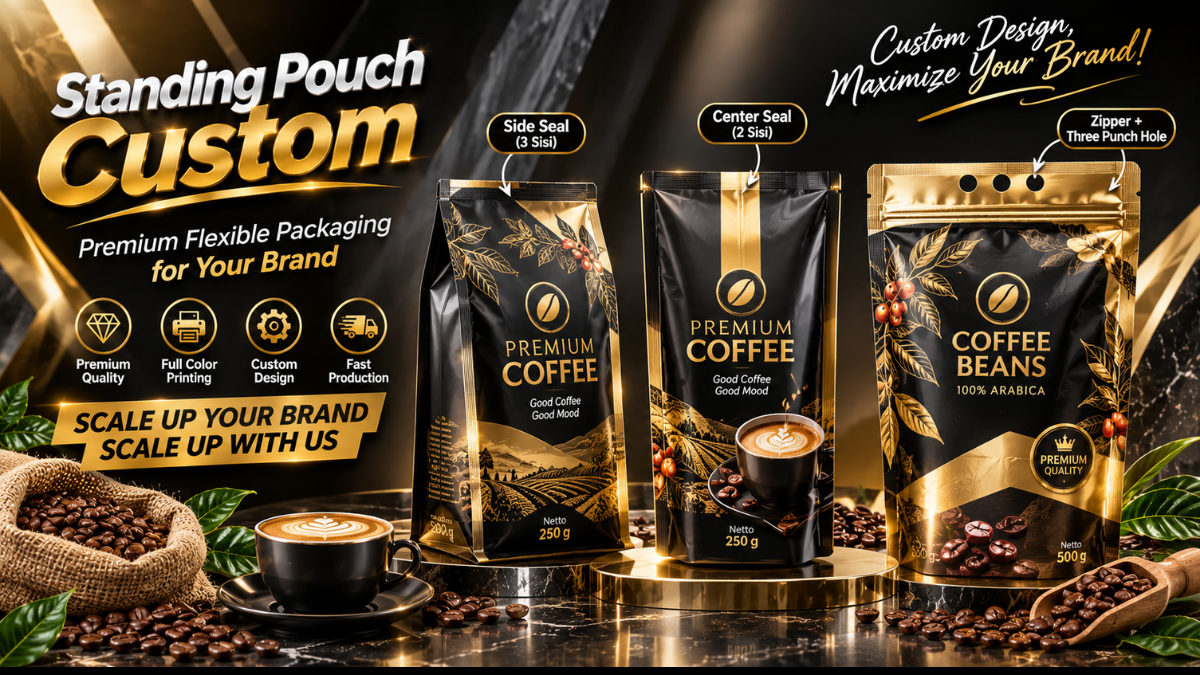 Standing Pouch
Custom
Premium Flexible Packaging
for Your Brand
Premium
Quality
Full Color
Printing
Custom
Design
Fast
Production
SCALE UP YOUR BRAND
SCALE UP WITH US
Custom Design,
Maximize Your Brand!
Side Seal
(3 Sisi)
PREMIUM
COFFEE
Good Coffee
Good Mood
Netto
250 g
Center Seal
(2 Sisi)
PREMIUM
COFFEE
Good Coffee
Good Mood
Netto
250 g
Zipper +
Three Punch Hole
COFFEE
BEANS
100% ARABICA
PREMIUM
QUALITY
Netto
500 g